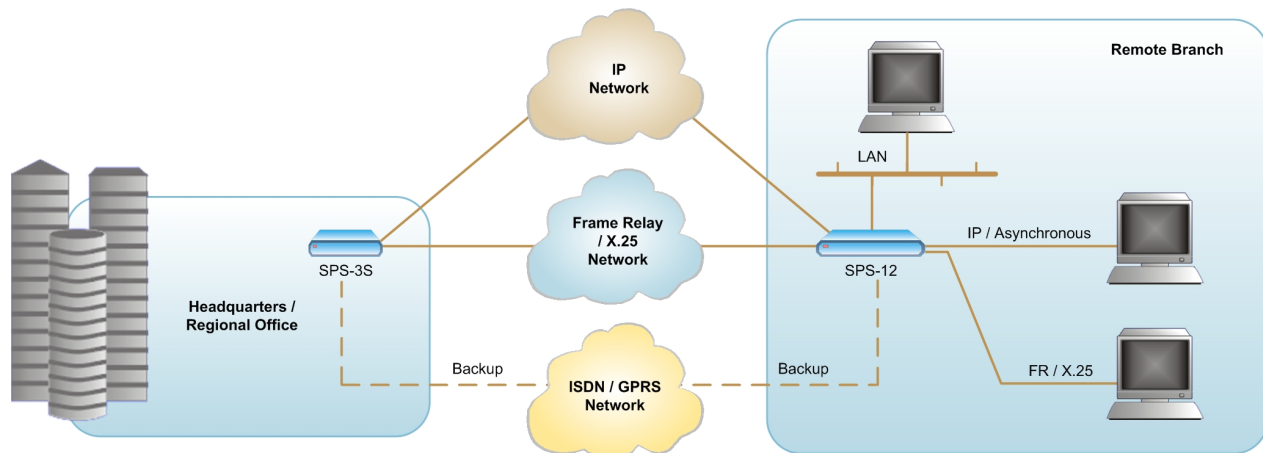 Remote Branch
IP
Network
LAN
Frame Relay
/ X.25
Network
IP / Asynchronous
SPS-3S
SPS-12
Headquarters /
Regional Office
Backup
ISDN / GPRS
Network
Backup
FR / X.25